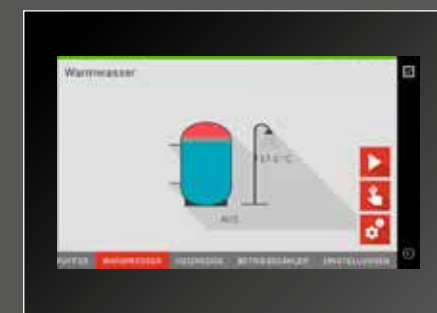 Warmwasser
AUS
PUFFER WARMWASSER HEIZKREISE BETRIEBSZÄHLER EINSTELLUNGEN